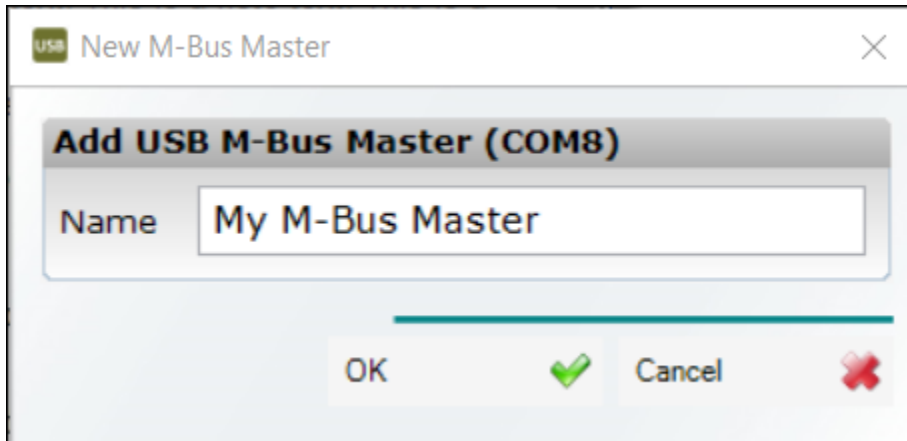 USB New M-Bus Master
Add USB M-Bus Master (COM8)
Name My M-Bus Master
OK Cancel